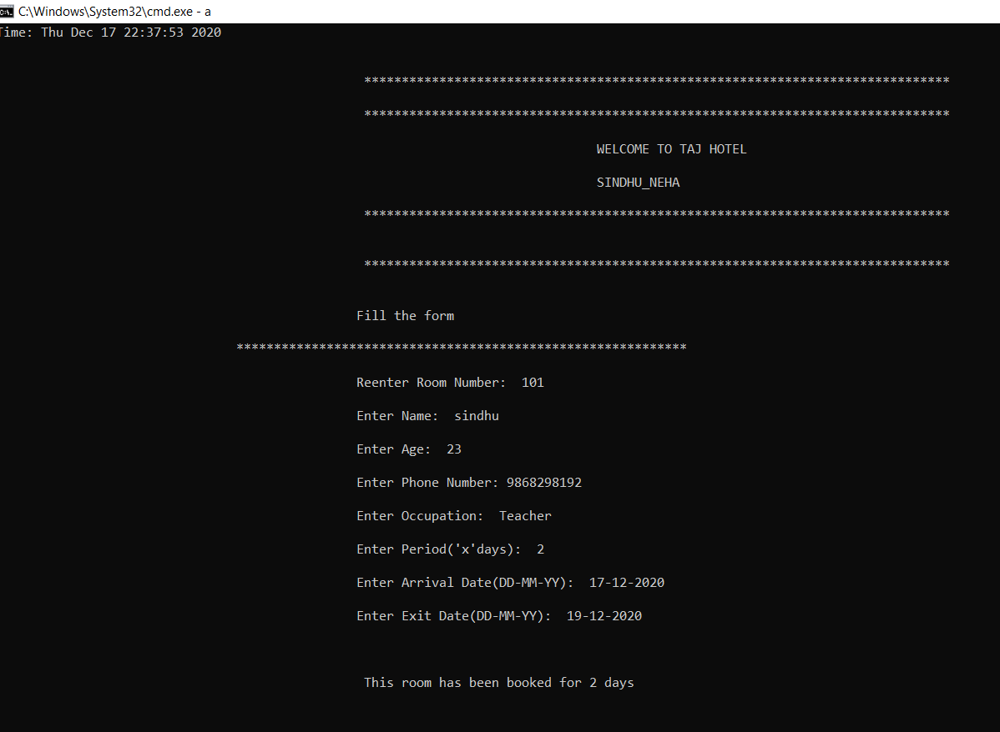 C:\Windows\System32\cmd.exe - a
Time: Thu Dec 17 22:37:53 2020
******************************************************************************
******************************************************************************
WELCOME TO TAJ HOTEL
SINDHU_NEHA
******************************************************************************
******************************************************************************
Fill the form
************************************************************
Reenter Room Number:  101
Enter Name:  sindhu
Enter Age:  23
Enter Phone Number: 9868298192
Enter Occupation:  Teacher
Enter Period('x'days):  2
Enter Arrival Date(DD-MM-YY):  17-12-2020
Enter Exit Date(DD-MM-YY):  19-12-2020
This room has been booked for 2 days